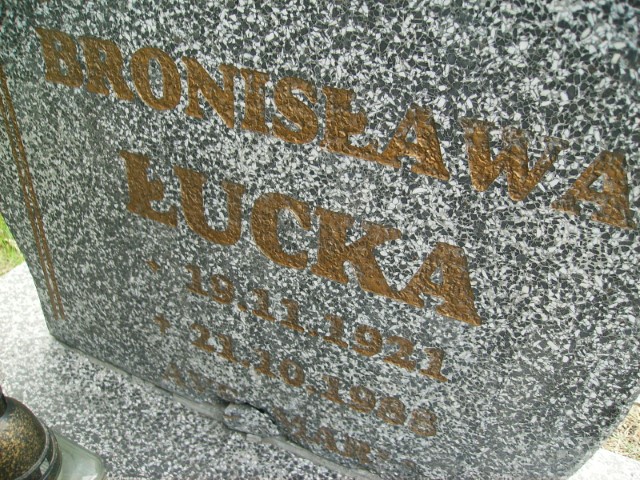 BRONISŁAWA
ŁUCKA
* 19.11.1921
+ 21.10.1988